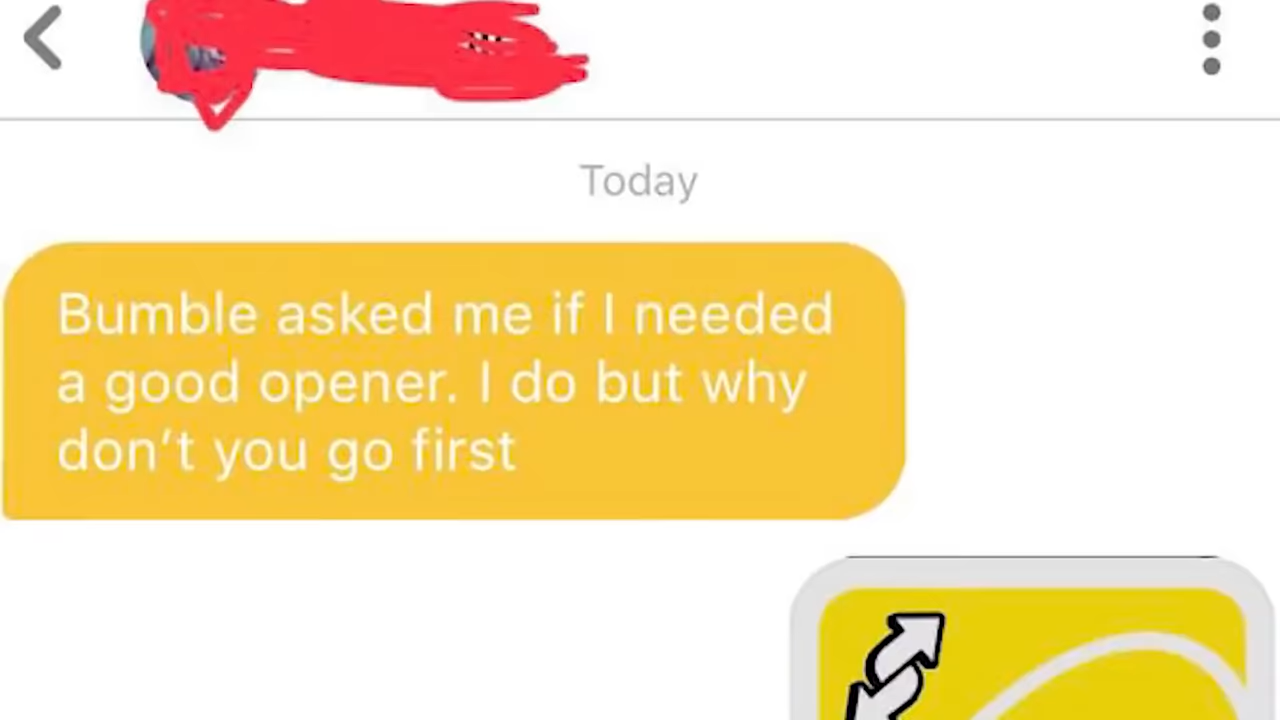 Today
Bumble asked me if I needed
a good opener. I do but why
don't you go first